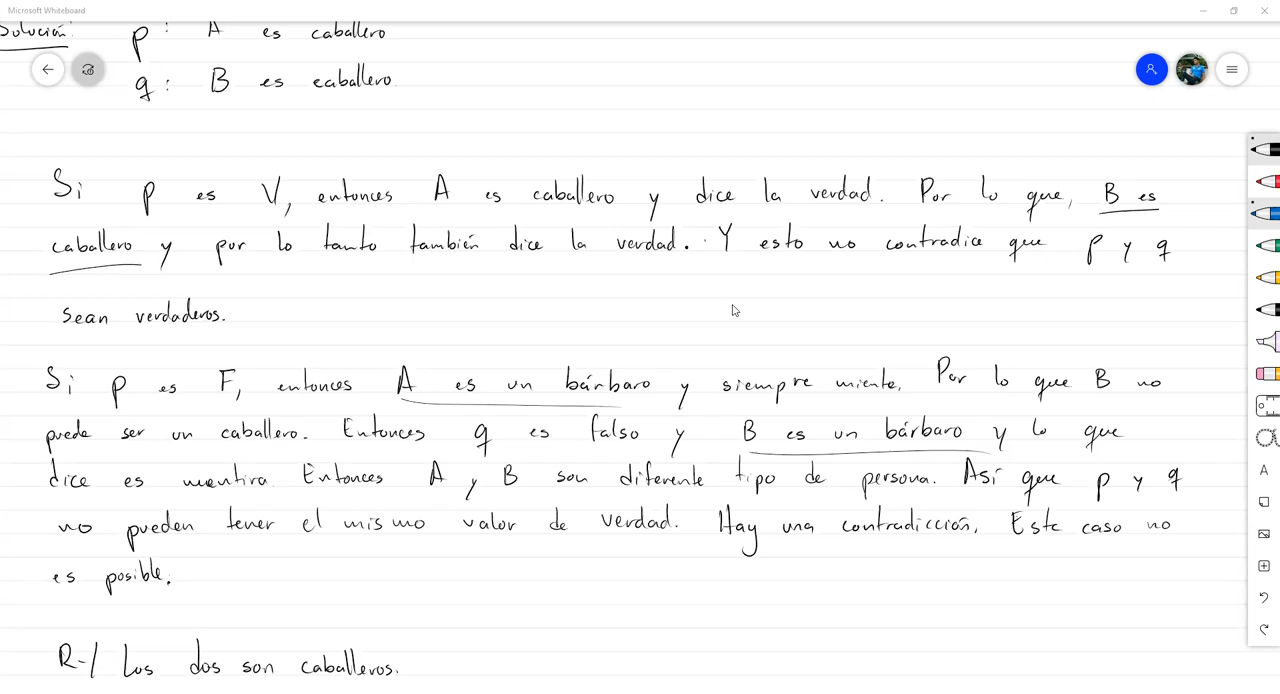 Microsoft Whiteboard
Solución: p: A es caballero
q: B es caballero.
Si p es V, entonces A es caballero y dice la verdad. Por lo que, B es
caballero y por lo tanto también dice la verdad. Y esto no contradice que p y q
sean verdaderos.
Si p es F, entonces A es un bárbaro y siempre miente. Por lo que B no
puede ser un caballero. Entonces q es falso y B es un bárbaro y lo que
dice es mentira. Entonces A y B son diferente tipo de persona. Así que p y q
no pueden tener el mismo valor de verdad. Hay una contradicción. Este caso no
es posible.
R-/ Los dos son caballeros.